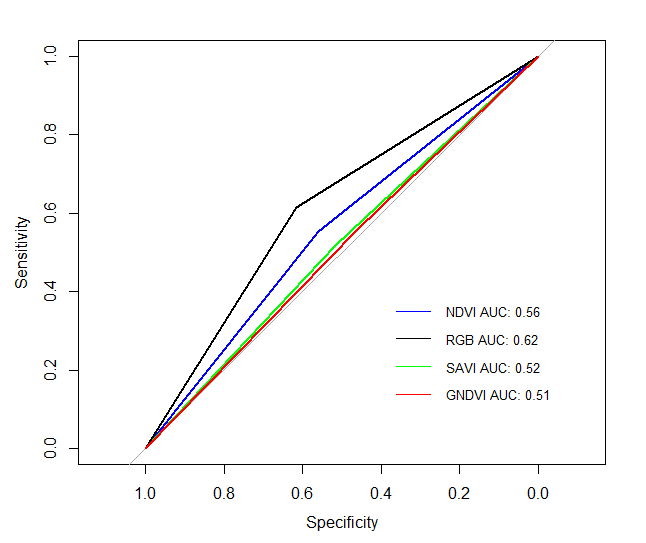 1.0
0.8
0.6
0.4
0.2
0.0
Sensitivity
NDVI AUC: 0.56
RGB AUC: 0.62
SAVI AUC: 0.52
GNDVI AUC: 0.51
1.0 0.8 0.6 0.4 0.2 0.0
Specificity